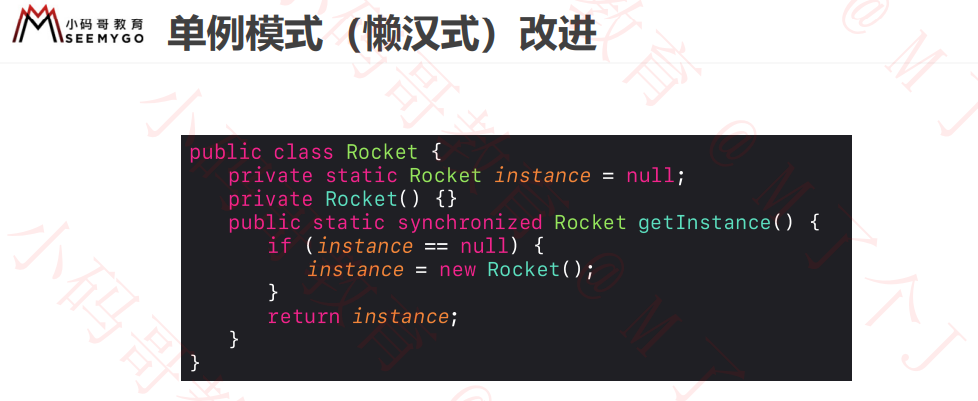 小码哥教育
SEEMYGO
单例模式（懒汉式）改进
public class Rocket {
    private static Rocket instance = null;
    private Rocket() {}
    public static synchronized Rocket getInstance() {
        if (instance == null) {
            instance = new Rocket();
        }
        return instance;
    }
}